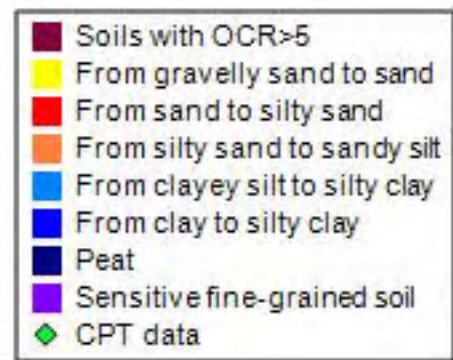 Soils with OCR>5
From gravelly sand to sand
From sand to silty sand
From silty sand to sandy silt
From clayey silt to silty clay
From clay to silty clay
Peat
Sensitive fine-grained soil
CPT data